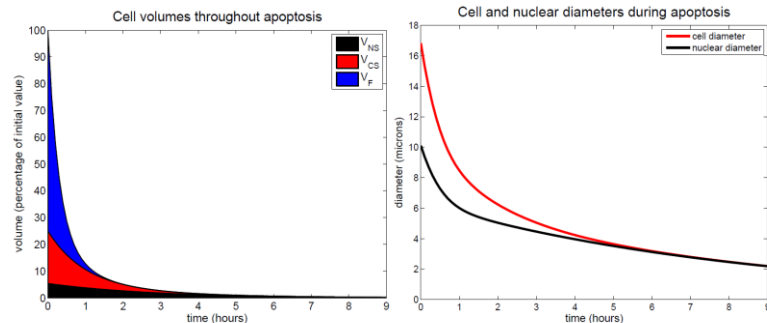 Cell volumes throughout apoptosis
volume (percentage of initial value)
100
90
80
70
60
50
40
30
20
10
0
V_NS
V_CS
V_F
0 1 2 3 4 5 6 7 8 9
time (hours)
Cell and nuclear diameters during apoptosis
diameter (microns)
18
16
14
12
10
8
6
4
2
0
cell diameter
nuclear diameter
0 1 2 3 4 5 6 7 8 9
time (hours)